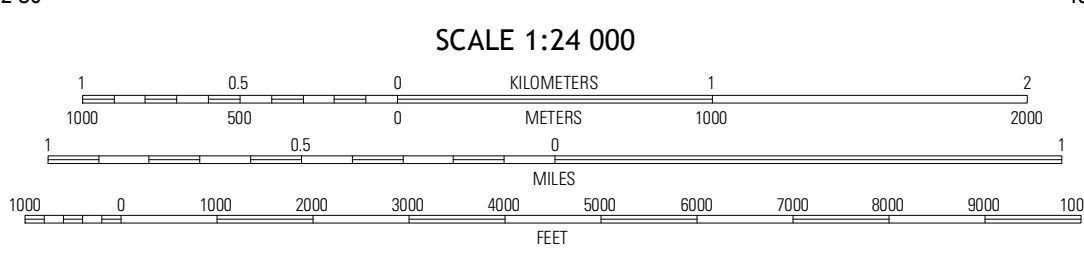 SCALE 1:24 000
1 0.5 0 KILOMETERS 1 2
1000 500 0 METERS 1000 2000
1 0.5 0 1
MILES
1000 0 1000 2000 3000 4000 5000 6000 7000 8000 9000 100
FEET